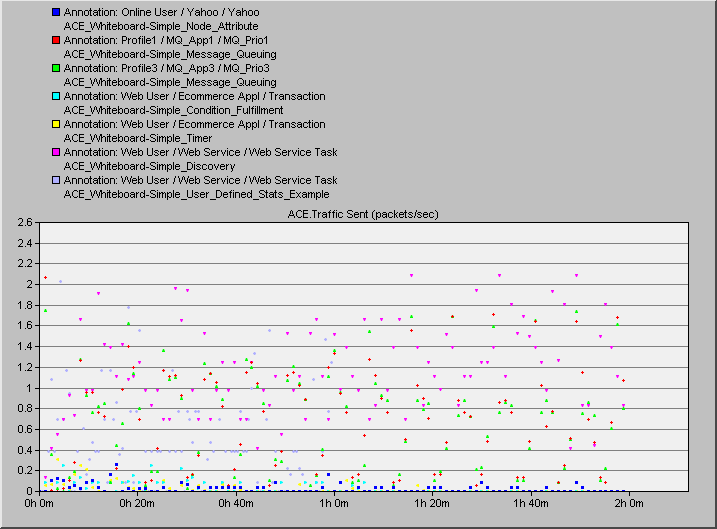 Annotation: Online User / Yahoo / Yahoo
ACE_Whiteboard-Simple_Node_Attribute
Annotation: Profile1 / MQ_App1 / MQ_Prio1
ACE_Whiteboard-Simple_Message_Queuing
Annotation: Profile3 / MQ_App3 / MQ_Prio3
ACE_Whiteboard-Simple_Message_Queuing
Annotation: Web User / Ecommerce Appl / Transaction
ACE_Whiteboard-Simple_Condition_Fulfillment
Annotation: Web User / Ecommerce Appl / Transaction
ACE_Whiteboard-Simple_Timer
Annotation: Web User / Web Service / Web Service Task
ACE_Whiteboard-Simple_Discovery
Annotation: Web User / Web Service / Web Service Task
ACE_Whiteboard-Simple_User_Defined_Stats_Example
ACE.Traffic Sent (packets/sec)
2.6
2.4
2.2
2
1.8
1.6
1.4
1.2
1
0.8
0.6
0.4
0.2
0
0h 0m 0h 20m 0h 40m 1h 0m 1h 20m 1h 40m 2h 0m